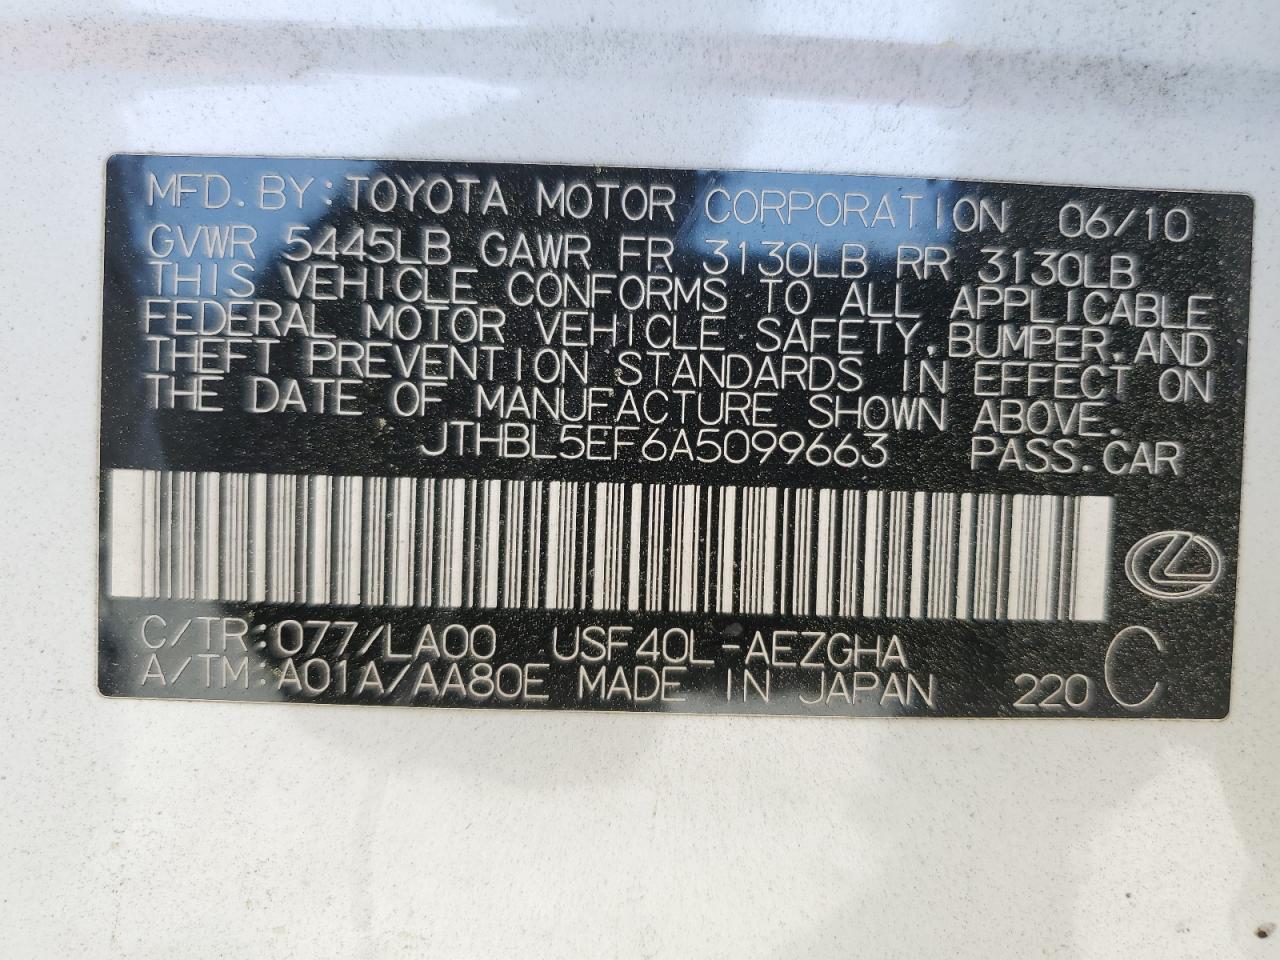 MFD. BY: TOYOTA MOTOR CORPORATION 06/10
GVWR 5445LB GAWR FR 3130LB RR 3130LB
THIS VEHICLE CONFORMS TO ALL APPLICABLE
FEDERAL MOTOR VEHICLE SAFETY, BUMPER, AND
THEFT PREVENTION STANDARDS IN EFFECT ON
THE DATE OF MANUFACTURE SHOWN ABOVE.
JTHBL5EF6A5099663 PASS. CAR
C/TR: 077/LA00 USF40L-AEZGHA
A/TM: A01A/AA80E MADE IN JAPAN 220 C